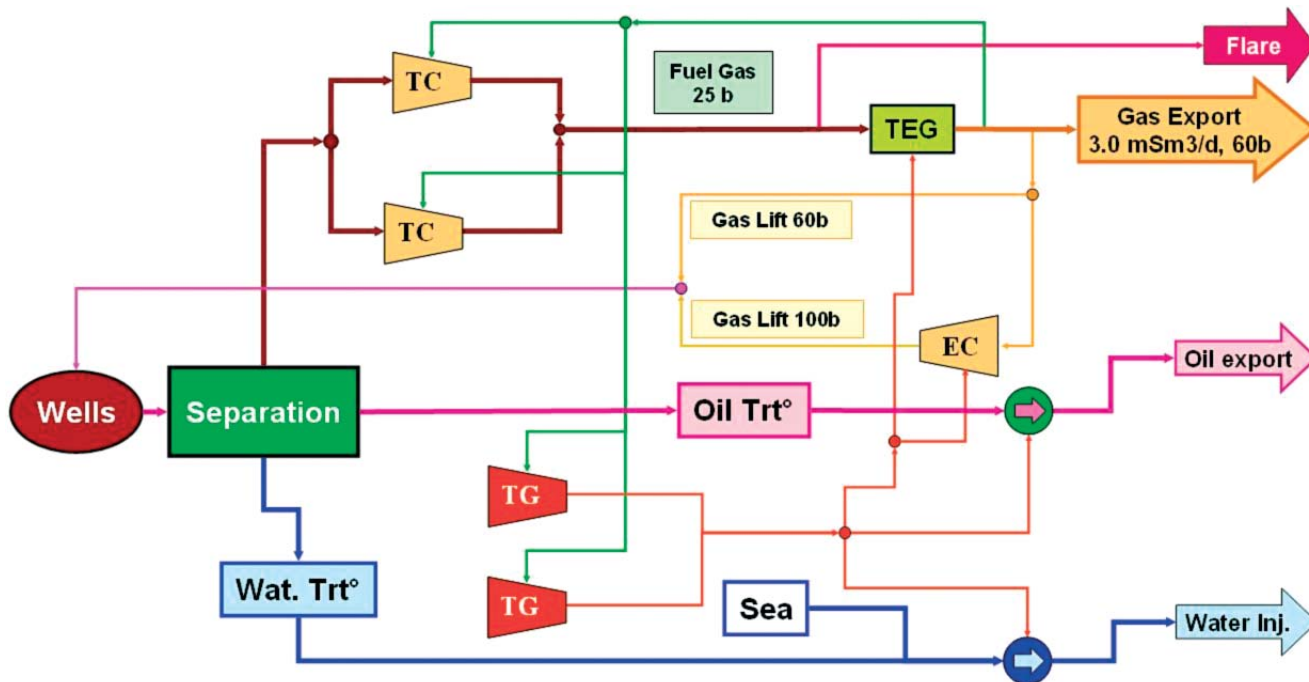 TC
Fuel Gas
25 b
Flare
TEG
Gas Export
3.0 mSm3/d, 60b
TC
Gas Lift 60b
Gas Lift 100b
EC
Oil export
Wells
Separation
Oil Trt°
TG
Wat. Trt°
TG
Sea
Water Inj.